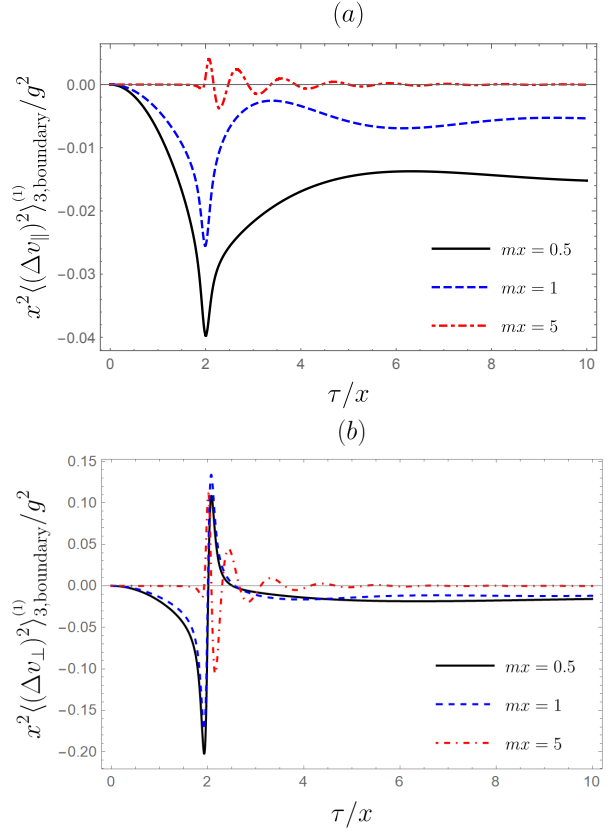 (a)
x²⟨(Δv∥)²⟩⁽¹⁾₃,boundary/g²
0.00
−0.01
−0.02
−0.03
−0.04
mx = 0.5
mx = 1
mx = 5
0 2 4 6 8 10
τ/x
(b)
x²⟨(Δv⊥)²⟩⁽¹⁾₃,boundary/g²
0.15
0.10
0.05
0.00
−0.05
−0.10
−0.15
−0.20
mx = 0.5
mx = 1
mx = 5
0 2 4 6 8 10
τ/x